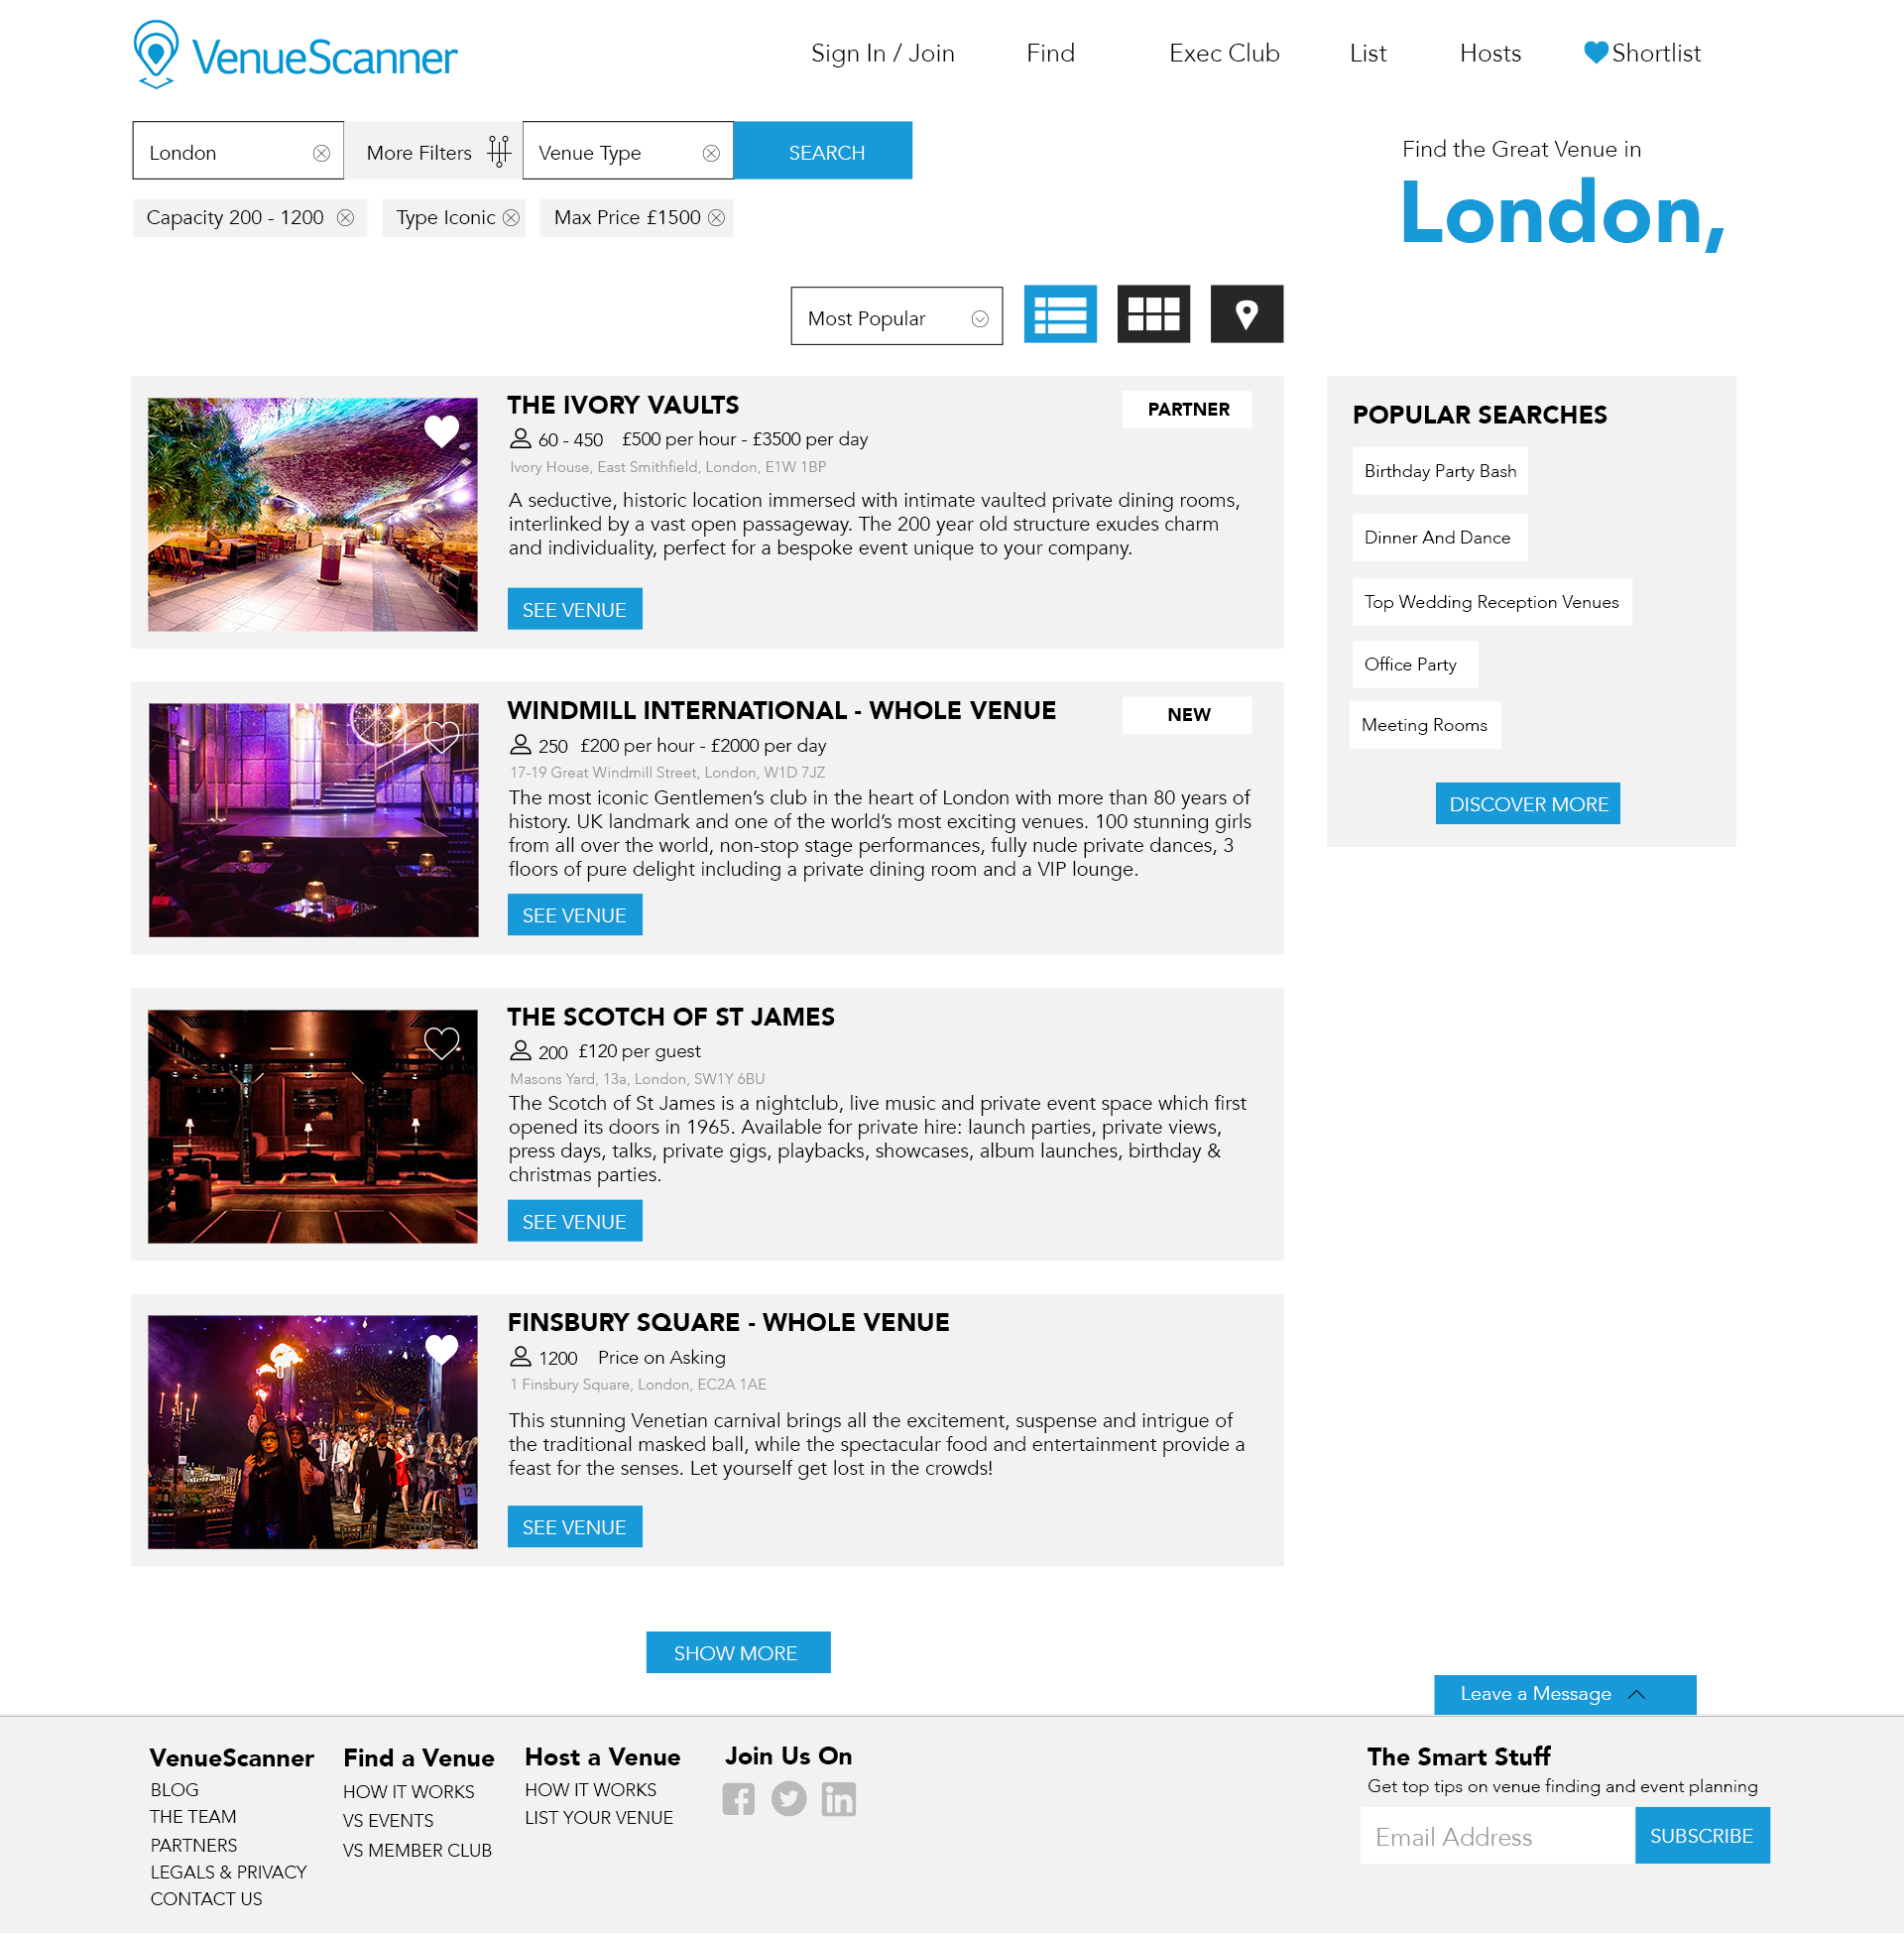 VenueScanner
Sign In / Join
Find
Exec Club
List
Hosts
Shortlist
London
More Filters
Venue Type
SEARCH
Capacity 200 - 1200
Type Iconic
Max Price £1500
Find the Great Venue in
London,
Most Popular
THE IVORY VAULTS
PARTNER
60 - 450 £500 per hour - £3500 per day
Ivory House, East Smithfield, London, E1W 1BP
A seductive, historic location immersed with intimate vaulted private dining rooms,
interlinked by a vast open passageway. The 200 year old structure exudes charm
and individuality, perfect for a bespoke event unique to your company.
SEE VENUE
WINDMILL INTERNATIONAL - WHOLE VENUE
NEW
250 £200 per hour - £2000 per day
17-19 Great Windmill Street, London, W1D 7JZ
The most iconic Gentlemen's club in the heart of London with more than 80 years of
history. UK landmark and one of the world's most exciting venues. 100 stunning girls
from all over the world, non-stop stage performances, fully nude private dances, 3
floors of pure delight including a private dining room and a VIP lounge.
SEE VENUE
THE SCOTCH OF ST JAMES
200 £120 per guest
Masons Yard, 13a, London, SW1Y 6BU
The Scotch of St James is a nightclub, live music and private event space which first
opened its doors in 1965. Available for private hire: launch parties, private views,
press days, talks, private gigs, playbacks, showcases, album launches, birthday &
christmas parties.
SEE VENUE
FINSBURY SQUARE - WHOLE VENUE
1200 Price on Asking
1 Finsbury Square, London, EC2A 1AE
This stunning Venetian carnival brings all the excitement, suspense and intrigue of
the traditional masked ball, while the spectacular food and entertainment provide a
feast for the senses. Let yourself get lost in the crowds!
12
SEE VENUE
POPULAR SEARCHES
Birthday Party Bash
Dinner And Dance
Top Wedding Reception Venues
Office Party
Meeting Rooms
DISCOVER MORE
SHOW MORE
Leave a Message
VenueScanner
BLOG
THE TEAM
PARTNERS
LEGALS & PRIVACY
CONTACT US
Find a Venue
HOW IT WORKS
VS EVENTS
VS MEMBER CLUB
Host a Venue
HOW IT WORKS
LIST YOUR VENUE
Join Us On
The Smart Stuff
Get top tips on venue finding and event planning
Email Address
SUBSCRIBE